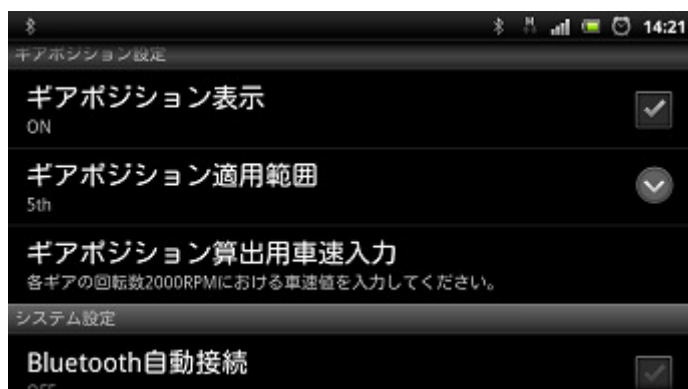 14:21
ギアポジション設定
ギアポジション表示
ON
ギアポジション適用範囲
5th
ギアポジション算出用車速入力
各ギアの回転数2000RPMにおける車速値を入力してください。
システム設定
Bluetooth自動接続
OFF